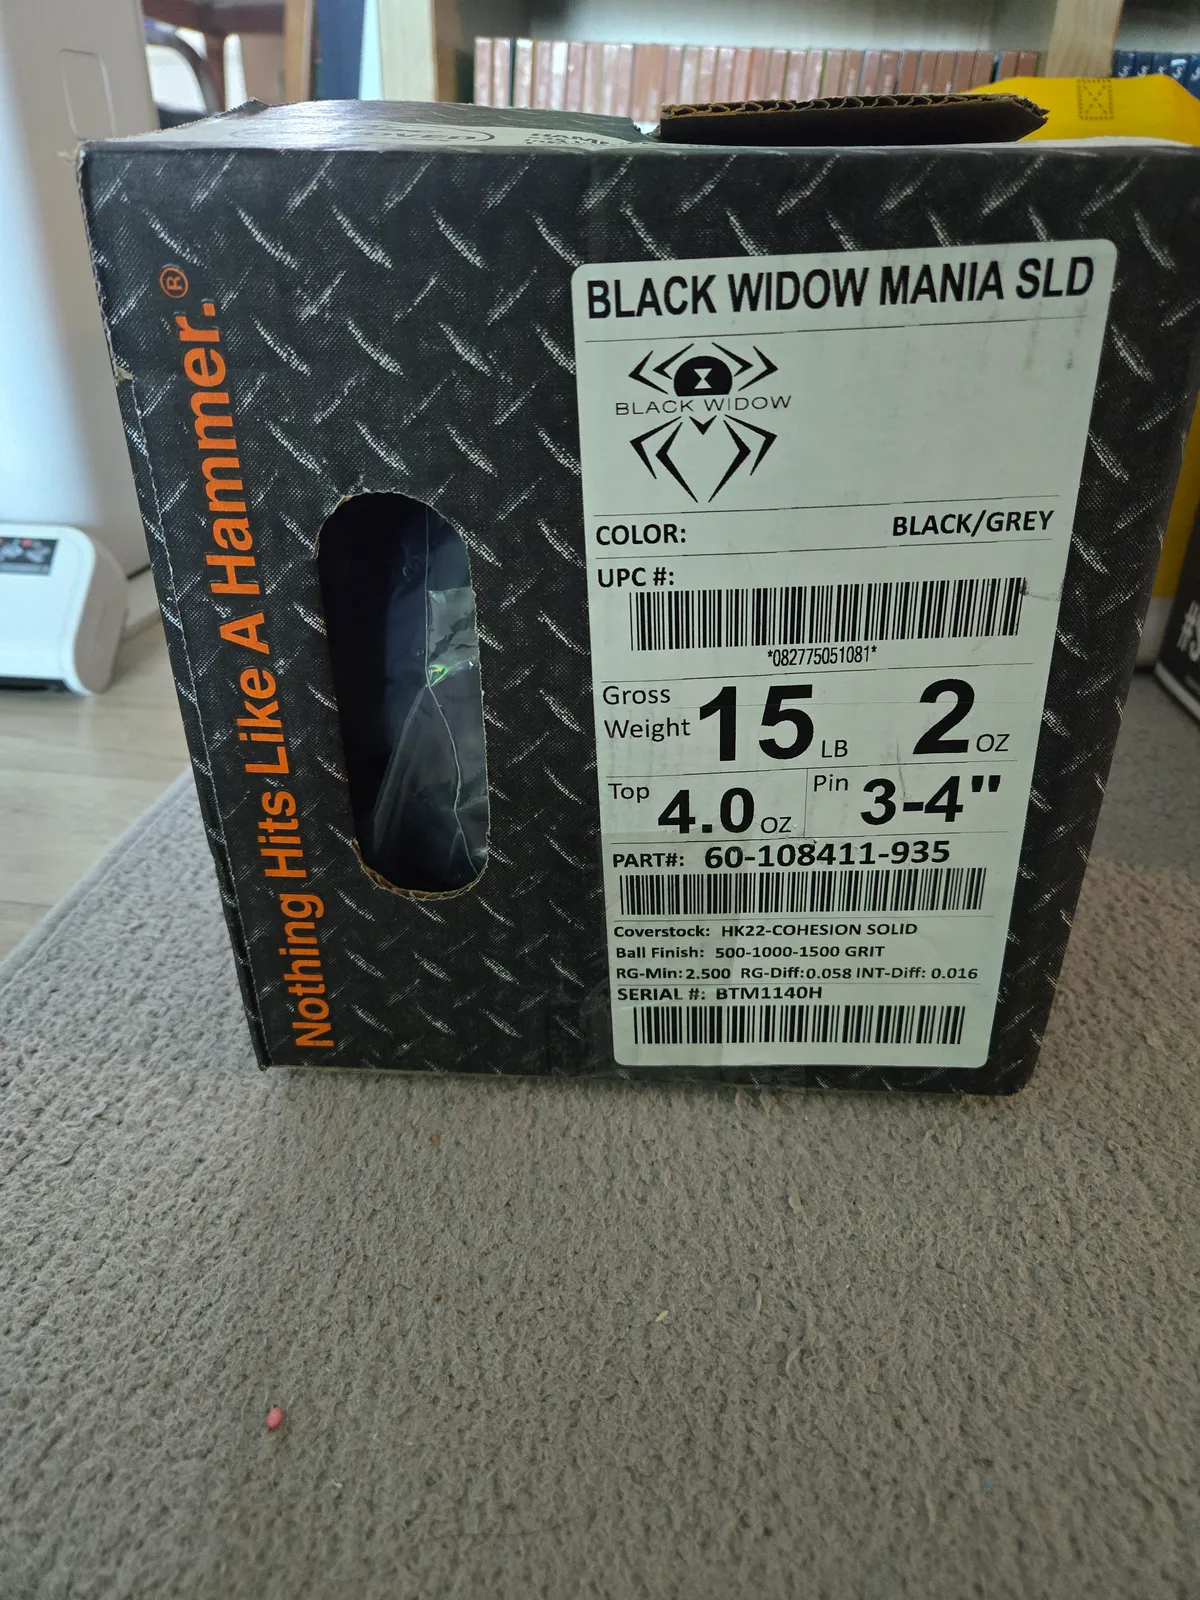 Nothing Hits Like A Hammer.®
BLACK WIDOW MANIA SLD
BLACK WIDOW
COLOR: BLACK/GREY
UPC #:
*082775051081*
Gross Weight 15 LB 2 OZ
Top 4.0 OZ Pin 3-4"
PART#: 60-108411-935
Coverstock: HK22-COHESION SOLID
Ball Finish: 500-1000-1500 GRIT
RG-Min: 2.500 RG-Diff: 0.058 INT-Diff: 0.016
SERIAL #: BTM1140H